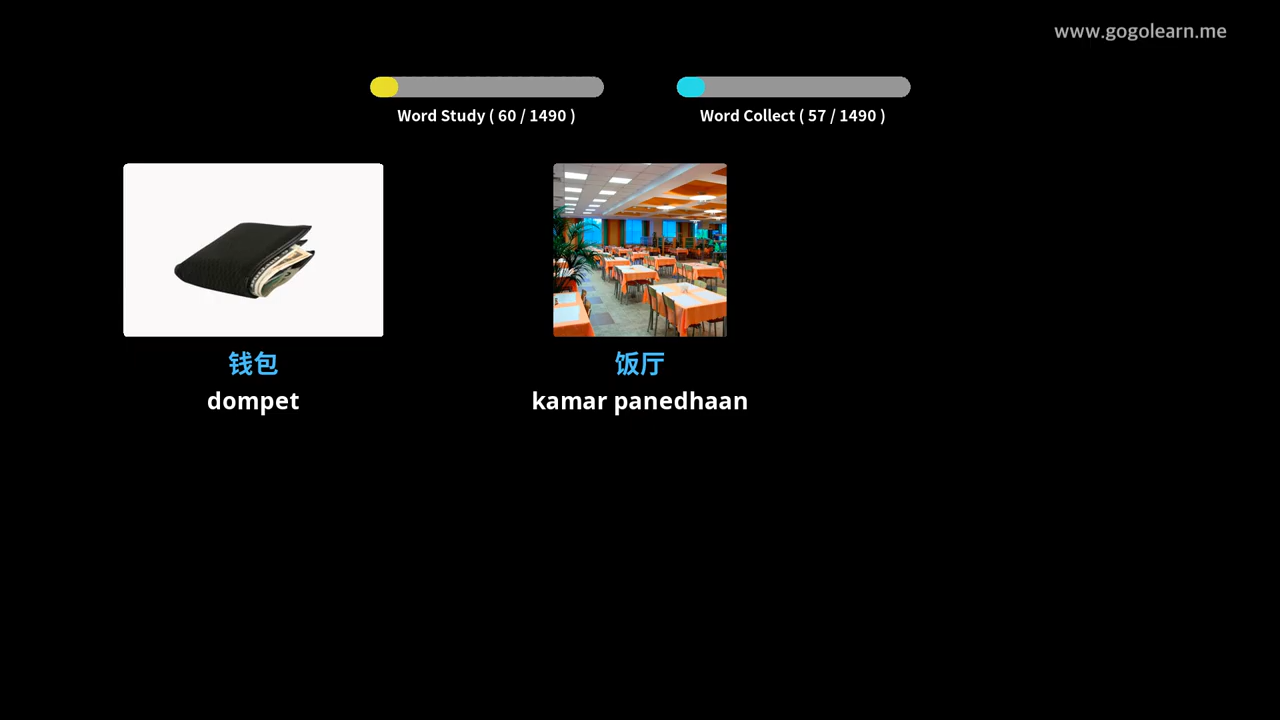 www.gogolearn.me
Word Study ( 60 / 1490 )
Word Collect ( 57 / 1490 )
钱包
dompet
饭厅
kamar panedhaan